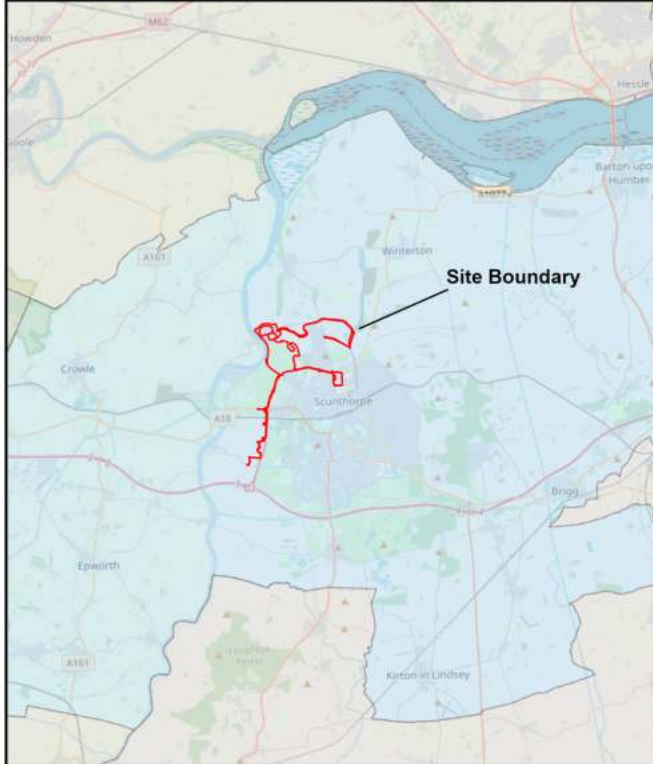 M62
Howden
Hessle
Barton-upon
Humber
A1077
Winterton
A161
Site Boundary
Crowle
Scunthorpe
A18
Brigg
Epworth
A161
Kirton in Lindsey